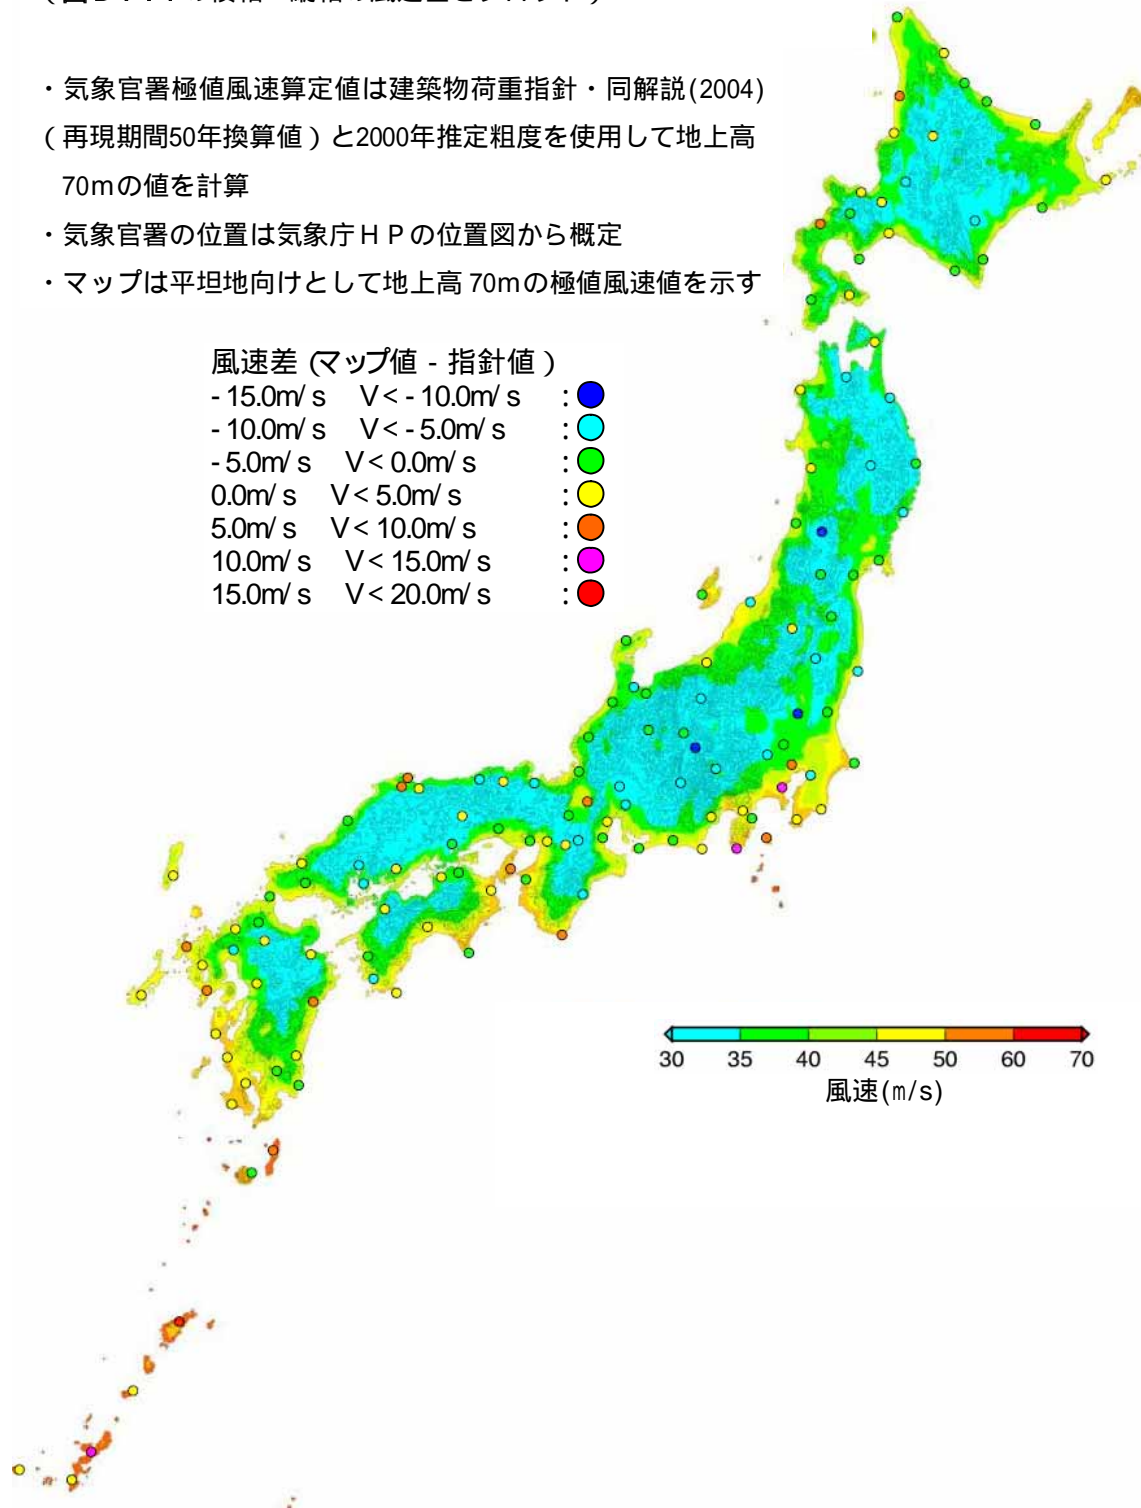 ・気象官署極値風速算定値は建築物荷重指針・同解説(2004)
(再現期間50年換算値)と2000年推定粗度を使用して地上高
70mの値を計算
・気象官署の位置は気象庁ＨＰの位置図から概定
・マップは平坦地向けとして地上高 70mの極値風速値を示す
風速差 (マップ値 - 指針値 )
- 15.0m/ s V < - 10.0m/ s :
- 10.0m/ s V < - 5.0m/ s :
- 5.0m/ s V < 0.0m/ s :
0.0m/ s V < 5.0m/ s :
5.0m/ s V < 10.0m/ s :
10.0m/ s V < 15.0m/ s :
15.0m/ s V < 20.0m/ s :
30 35 40 45 50 60 70
風速(m/s)